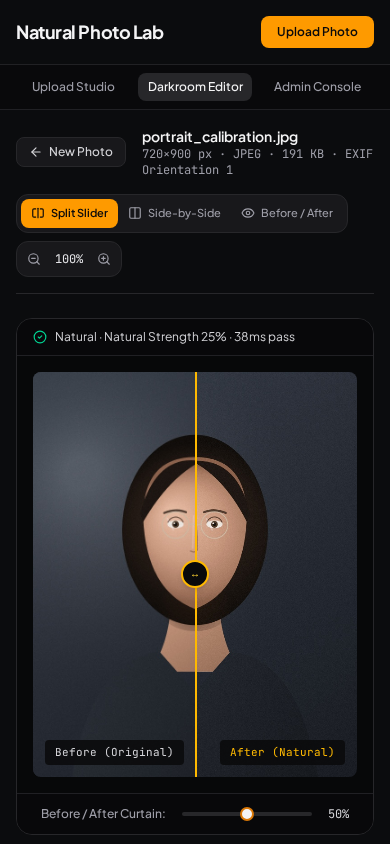 Natural Photo Lab
Upload Photo
Upload Studio
Darkroom Editor
Admin Console
New Photo
portrait_calibration.jpg
720×900 px · JPEG · 191 KB · EXIF
Orientation 1
Split Slider
Side-by-Side
Before / After
100%
Natural · Natural Strength 25% · 38ms pass
Before (Original)
After (Natural)
Before / After Curtain:
50%